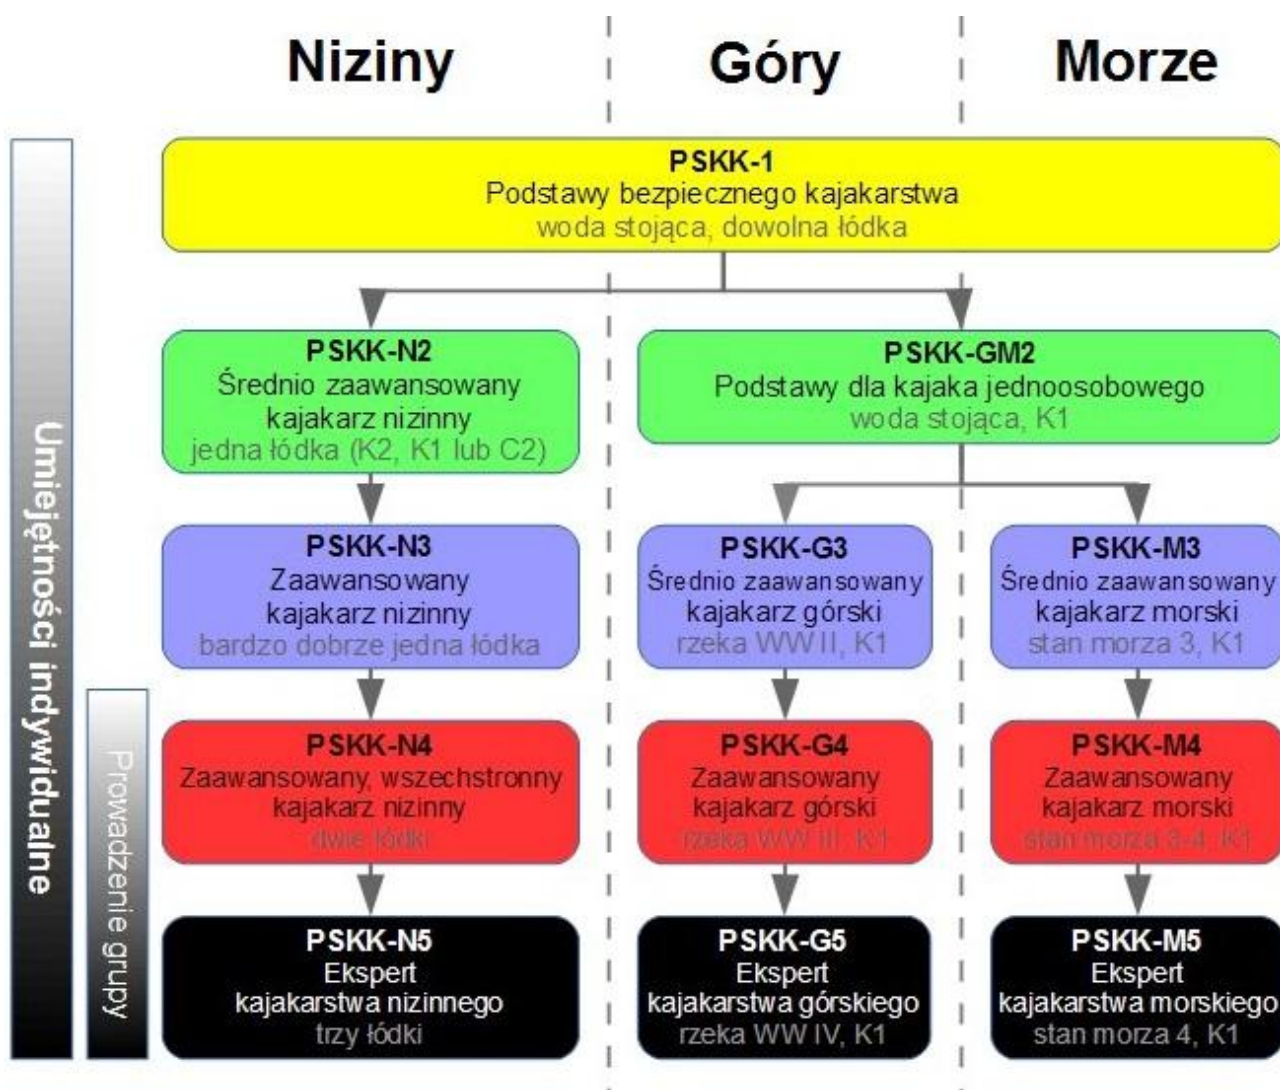 Niziny
Góry
Morze
PSKK-1
Podstawy bezpiecznego kajakarstwa
woda stojąca, dowolna łódka
PSKK-N2
Średnio zaawansowany
kajakarz nizinny
jedna łódka (K2, K1 lub C2)
PSKK-GM2
Podstawy dla kajaka jednoosobowego
woda stojąca, K1
PSKK-N3
Zaawansowany
kajakarz nizinny
bardzo dobrze jedna łódka
PSKK-G3
Średnio zaawansowany
kajakarz górski
rzeka WW II, K1
PSKK-M3
Średnio zaawansowany
kajakarz morski
stan morza 3, K1
PSKK-N4
Zaawansowany, wszechstronny
kajakarz nizinny
dwie łódki
PSKK-G4
Zaawansowany
kajakarz górski
rzeka WW III, K1
PSKK-M4
Zaawansowany
kajakarz morski
stan morza 3-4, K1
PSKK-N5
Ekspert
kajakarstwa nizinnego
trzy łódki
PSKK-G5
Ekspert
kajakarstwa górskiego
rzeka WW IV, K1
PSKK-M5
Ekspert
kajakarstwa morskiego
stan morza 4, K1
Umiejętności indywidualne
Prowadzenie grupy